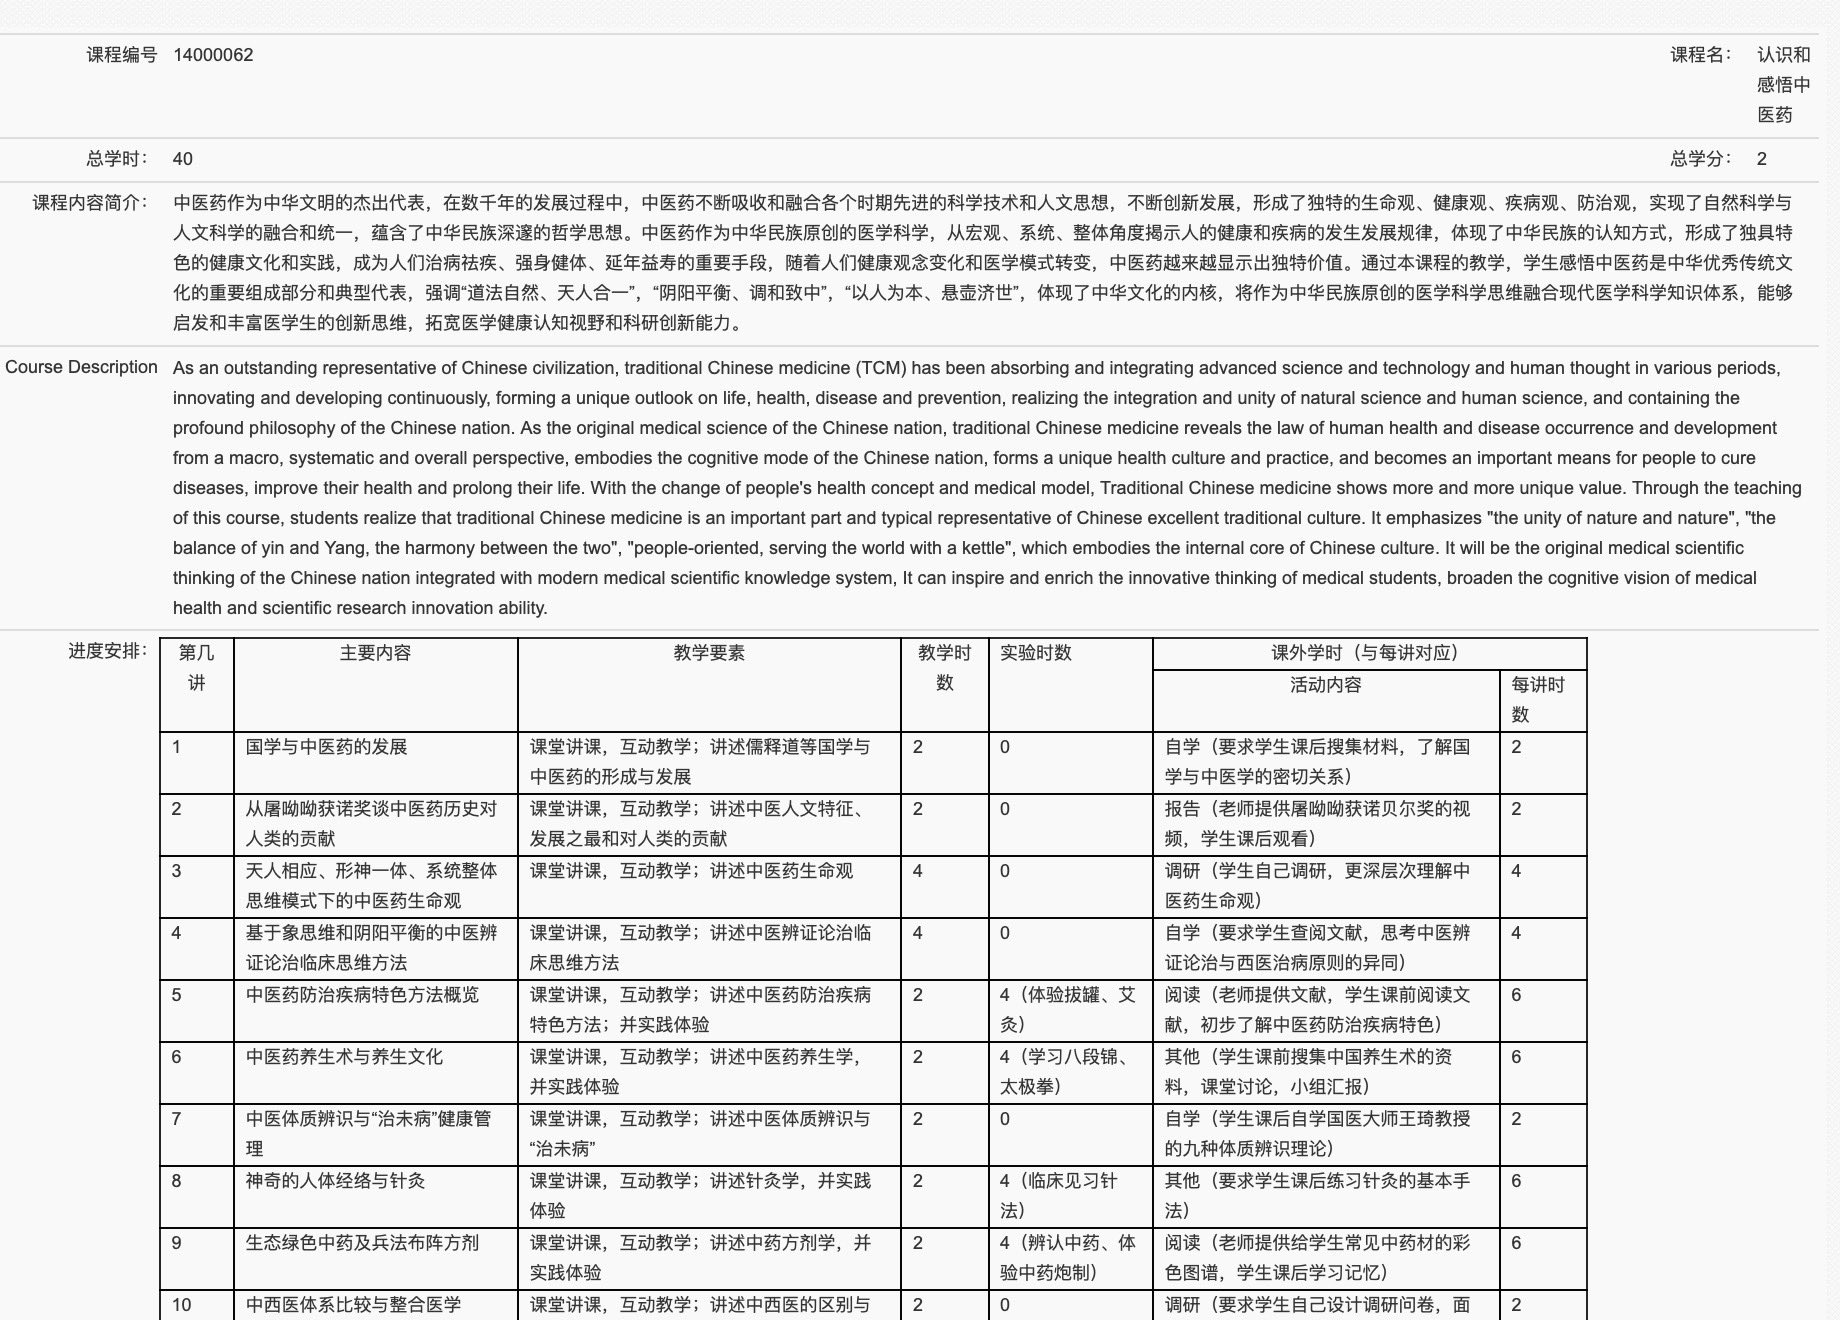 课程编号 14000062 课程名： 认识和
感悟中
医药
总学时： 40 总学分： 2
课程内容简介： 中医药作为中华文明的杰出代表，在数千年的发展过程中，中医药不断吸收和融合各个时期先进的科学技术和人文思想，不断创新发展，形成了独特的生命观、健康观、疾病观、防治观，实现了自然科学与
人文科学的融合和统一，蕴含了中华民族深邃的哲学思想。中医药作为中华民族原创的医学科学，从宏观、系统、整体角度揭示人的健康和疾病的发生发展规律，体现了中华民族的认知方式，形成了独具特
色的健康文化和实践，成为人们治病祛疾、强身健体、延年益寿的重要手段，随着人们健康观念变化和医学模式转变，中医药越来越显示出独特价值。通过本课程的教学，学生感悟中医药是中华优秀传统文
化的重要组成部分和典型代表，强调“道法自然、天人合一”，“阴阳平衡、调和致中”，“以人为本、悬壶济世”，体现了中华文化的内核，将作为中华民族原创的医学科学思维融合现代医学科学知识体系，能够
启发和丰富医学生的创新思维，拓宽医学健康认知视野和科研创新能力。
Course Description As an outstanding representative of Chinese civilization, traditional Chinese medicine (TCM) has been absorbing and integrating advanced science and technology and human thought in various periods,
innovating and developing continuously, forming a unique outlook on life, health, disease and prevention, realizing the integration and unity of natural science and human science, and containing the
profound philosophy of the Chinese nation. As the original medical science of the Chinese nation, traditional Chinese medicine reveals the law of human health and disease occurrence and development
from a macro, systematic and overall perspective, embodies the cognitive mode of the Chinese nation, forms a unique health culture and practice, and becomes an important means for people to cure
diseases, improve their health and prolong their life. With the change of people's health concept and medical model, Traditional Chinese medicine shows more and more unique value. Through the teaching
of this course, students realize that traditional Chinese medicine is an important part and typical representative of Chinese excellent traditional culture. It emphasizes "the unity of nature and nature", "the
balance of yin and Yang, the harmony between the two", "people-oriented, serving the world with a kettle", which embodies the internal core of Chinese culture. It will be the original medical scientific
thinking of the Chinese nation integrated with modern medical scientific knowledge system, It can inspire and enrich the innovative thinking of medical students, broaden the cognitive vision of medical
health and scientific research innovation ability.
进度安排：
第几
讲
主要内容
教学要素
教学时
数
实验时数
课外学时（与每讲对应）
活动内容
每讲时
数
1
国学与中医药的发展
课堂讲课，互动教学；讲述儒释道等国学与
中医药的形成与发展
2
0
自学（要求学生课后搜集材料，了解国
学与中医学的密切关系）
2
2
从屠呦呦获诺奖谈中医药历史对
人类的贡献
课堂讲课，互动教学；讲述中医人文特征、
发展之最和对人类的贡献
2
0
报告（老师提供屠呦呦获诺贝尔奖的视
频，学生课后观看）
2
3
天人相应、形神一体、系统整体
思维模式下的中医药生命观
课堂讲课，互动教学；讲述中医药生命观
4
0
调研（学生自己调研，更深层次理解中
医药生命观）
4
4
基于象思维和阴阳平衡的中医辨
证论治临床思维方法
课堂讲课，互动教学；讲述中医辨证论治临
床思维方法
4
0
自学（要求学生查阅文献，思考中医辨
证论治与西医治病原则的异同）
4
5
中医药防治疾病特色方法概览
课堂讲课，互动教学；讲述中医药防治疾病
特色方法；并实践体验
2
4（体验拔罐、艾
灸）
阅读（老师提供文献，学生课前阅读文
献，初步了解中医药防治疾病特色）
6
6
中医药养生术与养生文化
课堂讲课，互动教学；讲述中医药养生学，
并实践体验
2
4（学习八段锦、
太极拳）
其他（学生课前搜集中国养生术的资
料，课堂讨论，小组汇报）
6
7
中医体质辨识与“治未病”健康管
理
课堂讲课，互动教学；讲述中医体质辨识与
“治未病”
2
0
自学（学生课后自学国医大师王琦教授
的九种体质辨识理论）
2
8
神奇的人体经络与针灸
课堂讲课，互动教学；讲述针灸学，并实践
体验
2
4（临床见习针
法）
其他（要求学生课后练习针灸的基本手
法）
6
9
生态绿色中药及兵法布阵方剂
课堂讲课，互动教学；讲述中药方剂学，并
实践体验
2
4（辨认中药、体
验中药炮制）
阅读（老师提供给学生常见中药材的彩
色图谱，学生课后学习记忆）
6
10
中西医体系比较与整合医学
课堂讲课，互动教学；讲述中西医的区别与
2
0
调研（要求学生自己设计调研问卷，面
2